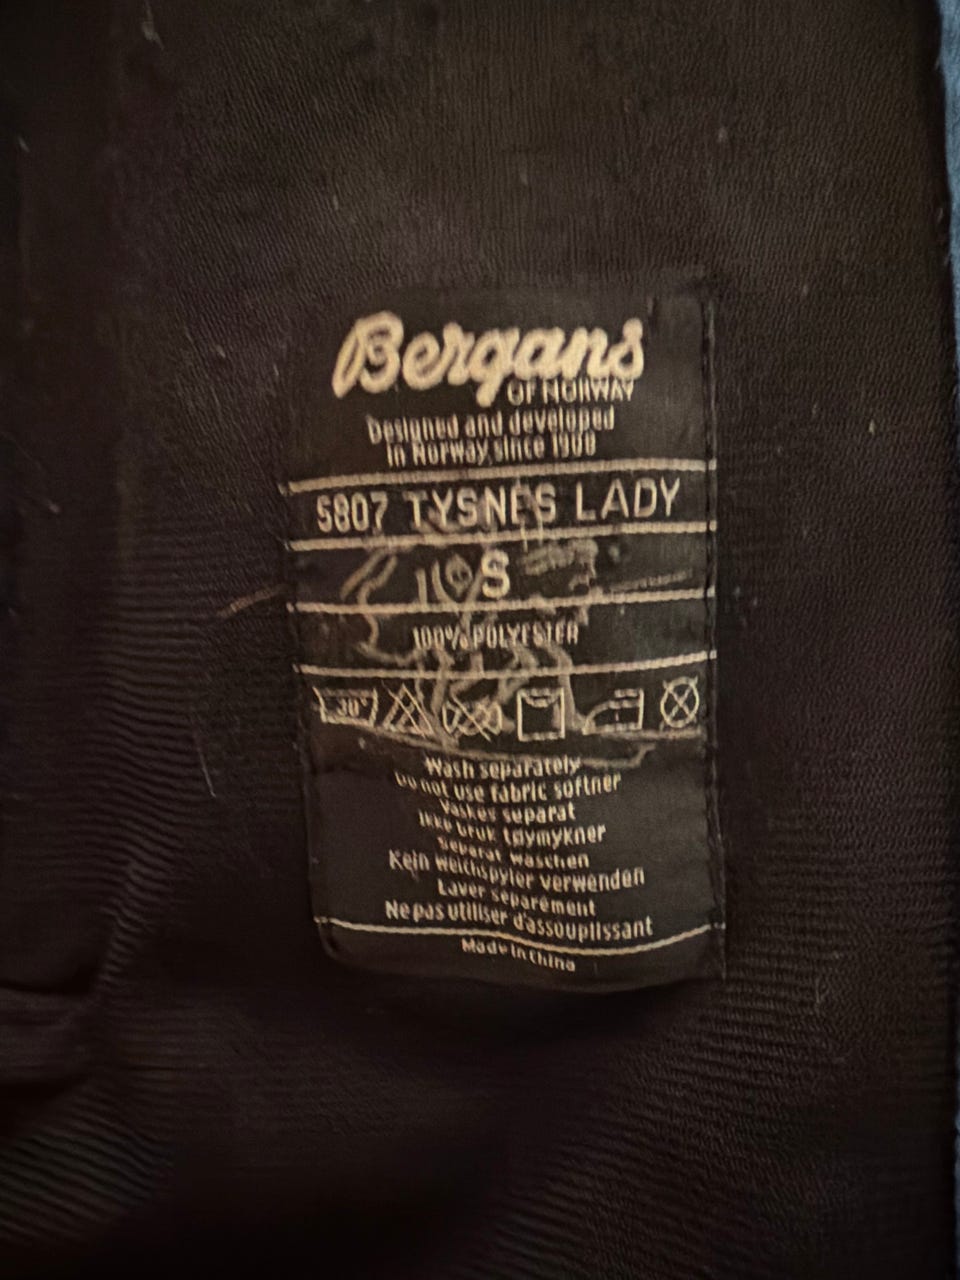 Bergans
OF NORWAY
Designed and developed
in Norway since 1908
5807 TYSNES LADY
S
100% POLYESTER
30°
Wash separately
Do not use fabric softner
Vaskes separat
Ikke bruk tøymykner
Separat waschen
Kein Weichspyler verwenden
Laver separément
Ne pas utiliser d'assouplissant
Made in China